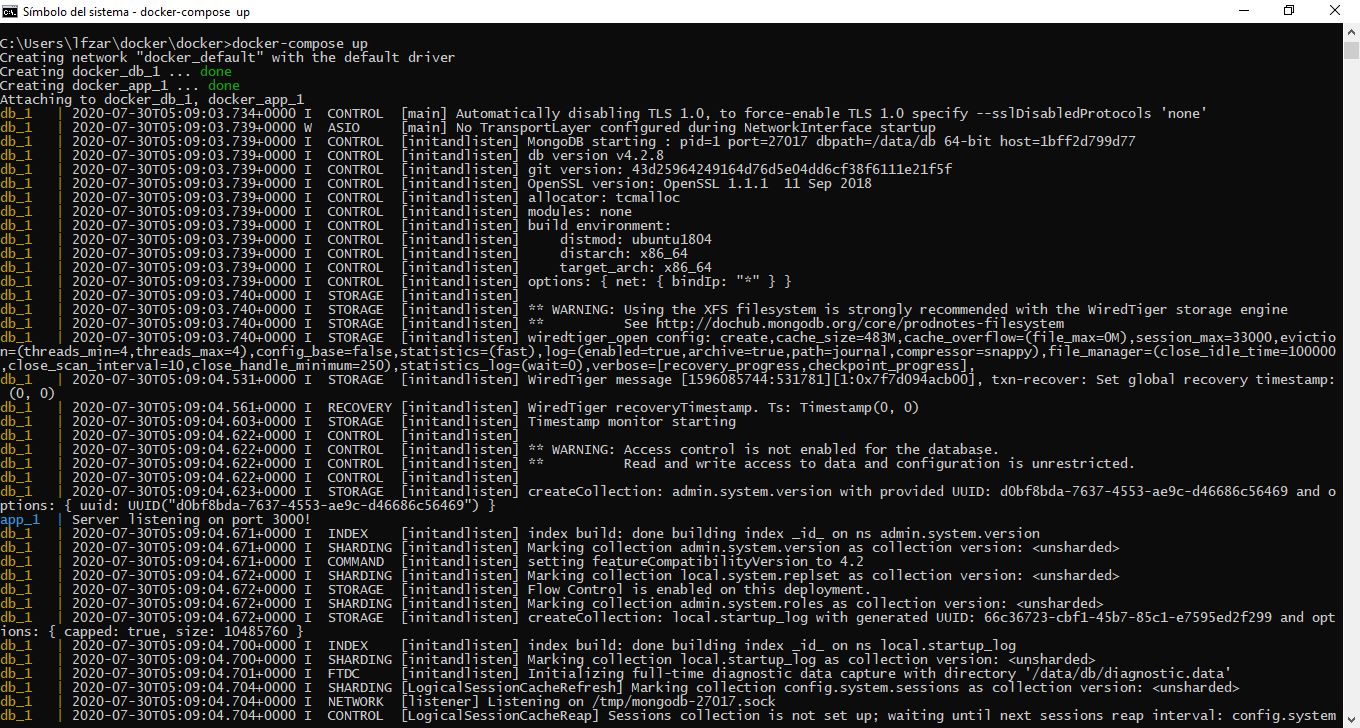 Símbolo del sistema - docker-compose up
C:\Users\lfzar\docker\docker>docker-compose up
Creating network "docker_default" with the default driver
Creating docker_db_1 ... done
Creating docker_app_1 ... done
Attaching to docker_db_1, docker_app_1
db_1   | 2020-07-30T05:09:03.734+0000 I  CONTROL  [main] Automatically disabling TLS 1.0, to force-enable TLS 1.0 specify --sslDisabledProtocols 'none'
db_1   | 2020-07-30T05:09:03.739+0000 W  ASIO     [main] No TransportLayer configured during NetworkInterface startup
db_1   | 2020-07-30T05:09:03.739+0000 I  CONTROL  [initandlisten] MongoDB starting : pid=1 port=27017 dbpath=/data/db 64-bit host=1bff2d799d77
db_1   | 2020-07-30T05:09:03.739+0000 I  CONTROL  [initandlisten] db version v4.2.8
db_1   | 2020-07-30T05:09:03.739+0000 I  CONTROL  [initandlisten] git version: 43d25964249164d76d5e04dd6cf38f6111e21f5f
db_1   | 2020-07-30T05:09:03.739+0000 I  CONTROL  [initandlisten] OpenSSL version: OpenSSL 1.1.1  11 Sep 2018
db_1   | 2020-07-30T05:09:03.739+0000 I  CONTROL  [initandlisten] allocator: tcmalloc
db_1   | 2020-07-30T05:09:03.739+0000 I  CONTROL  [initandlisten] modules: none
db_1   | 2020-07-30T05:09:03.739+0000 I  CONTROL  [initandlisten] build environment:
db_1   | 2020-07-30T05:09:03.739+0000 I  CONTROL  [initandlisten]     distmod: ubuntu1804
db_1   | 2020-07-30T05:09:03.739+0000 I  CONTROL  [initandlisten]     distarch: x86_64
db_1   | 2020-07-30T05:09:03.739+0000 I  CONTROL  [initandlisten]     target_arch: x86_64
db_1   | 2020-07-30T05:09:03.739+0000 I  CONTROL  [initandlisten] options: { net: { bindIp: "*" } }
db_1   | 2020-07-30T05:09:03.740+0000 I  STORAGE  [initandlisten]
db_1   | 2020-07-30T05:09:03.740+0000 I  STORAGE  [initandlisten] ** WARNING: Using the XFS filesystem is strongly recommended with the WiredTiger storage engine
db_1   | 2020-07-30T05:09:03.740+0000 I  STORAGE  [initandlisten] **          See http://dochub.mongodb.org/core/prodnotes-filesystem
db_1   | 2020-07-30T05:09:03.740+0000 I  STORAGE  [initandlisten] wiredtiger_open config: create,cache_size=483M,cache_overflow=(file_max=0M),session_max=33000,evictio
n=(threads_min=4,threads_max=4),config_base=false,statistics=(fast),log=(enabled=true,archive=true,path=journal,compressor=snappy),file_manager=(close_idle_time=100000
,close_scan_interval=10,close_handle_minimum=250),statistics_log=(wait=0),verbose=[recovery_progress,checkpoint_progress],
db_1   | 2020-07-30T05:09:04.531+0000 I  STORAGE  [initandlisten] WiredTiger message [1596085744:531781][1:0x7f7d094acb00], txn-recover: Set global recovery timestamp:
 (0, 0)
db_1   | 2020-07-30T05:09:04.561+0000 I  RECOVERY [initandlisten] WiredTiger recoveryTimestamp. Ts: Timestamp(0, 0)
db_1   | 2020-07-30T05:09:04.603+0000 I  STORAGE  [initandlisten] Timestamp monitor starting
db_1   | 2020-07-30T05:09:04.622+0000 I  CONTROL  [initandlisten]
db_1   | 2020-07-30T05:09:04.622+0000 I  CONTROL  [initandlisten] ** WARNING: Access control is not enabled for the database.
db_1   | 2020-07-30T05:09:04.622+0000 I  CONTROL  [initandlisten] **          Read and write access to data and configuration is unrestricted.
db_1   | 2020-07-30T05:09:04.622+0000 I  CONTROL  [initandlisten]
db_1   | 2020-07-30T05:09:04.623+0000 I  STORAGE  [initandlisten] createCollection: admin.system.version with provided UUID: d0bf8bda-7637-4553-ae9c-d46686c56469 and o
ptions: { uuid: UUID("d0bf8bda-7637-4553-ae9c-d46686c56469") }
app_1  | Server listening on port 3000!
db_1   | 2020-07-30T05:09:04.671+0000 I  INDEX    [initandlisten] index build: done building index _id_ on ns admin.system.version
db_1   | 2020-07-30T05:09:04.671+0000 I  SHARDING [initandlisten] Marking collection admin.system.version as collection version: <unsharded>
db_1   | 2020-07-30T05:09:04.671+0000 I  COMMAND  [initandlisten] setting featureCompatibilityVersion to 4.2
db_1   | 2020-07-30T05:09:04.672+0000 I  SHARDING [initandlisten] Marking collection local.system.replset as collection version: <unsharded>
db_1   | 2020-07-30T05:09:04.672+0000 I  STORAGE  [initandlisten] Flow Control is enabled on this deployment.
db_1   | 2020-07-30T05:09:04.672+0000 I  SHARDING [initandlisten] Marking collection admin.system.roles as collection version: <unsharded>
db_1   | 2020-07-30T05:09:04.672+0000 I  STORAGE  [initandlisten] createCollection: local.startup_log with generated UUID: 66c36723-cbf1-45b7-85c1-e7595ed2f299 and opt
ions: { capped: true, size: 10485760 }
db_1   | 2020-07-30T05:09:04.700+0000 I  INDEX    [initandlisten] index build: done building index _id_ on ns local.startup_log
db_1   | 2020-07-30T05:09:04.700+0000 I  SHARDING [initandlisten] Marking collection local.startup_log as collection version: <unsharded>
db_1   | 2020-07-30T05:09:04.701+0000 I  FTDC     [initandlisten] Initializing full-time diagnostic data capture with directory '/data/db/diagnostic.data'
db_1   | 2020-07-30T05:09:04.704+0000 I  SHARDING [LogicalSessionCacheRefresh] Marking collection config.system.sessions as collection version: <unsharded>
db_1   | 2020-07-30T05:09:04.704+0000 I  NETWORK  [listener] Listening on /tmp/mongodb-27017.sock
db_1   | 2020-07-30T05:09:04.704+0000 I  CONTROL  [LogicalSessionCacheReap] Sessions collection is not set up; waiting until next sessions reap interval: config.system